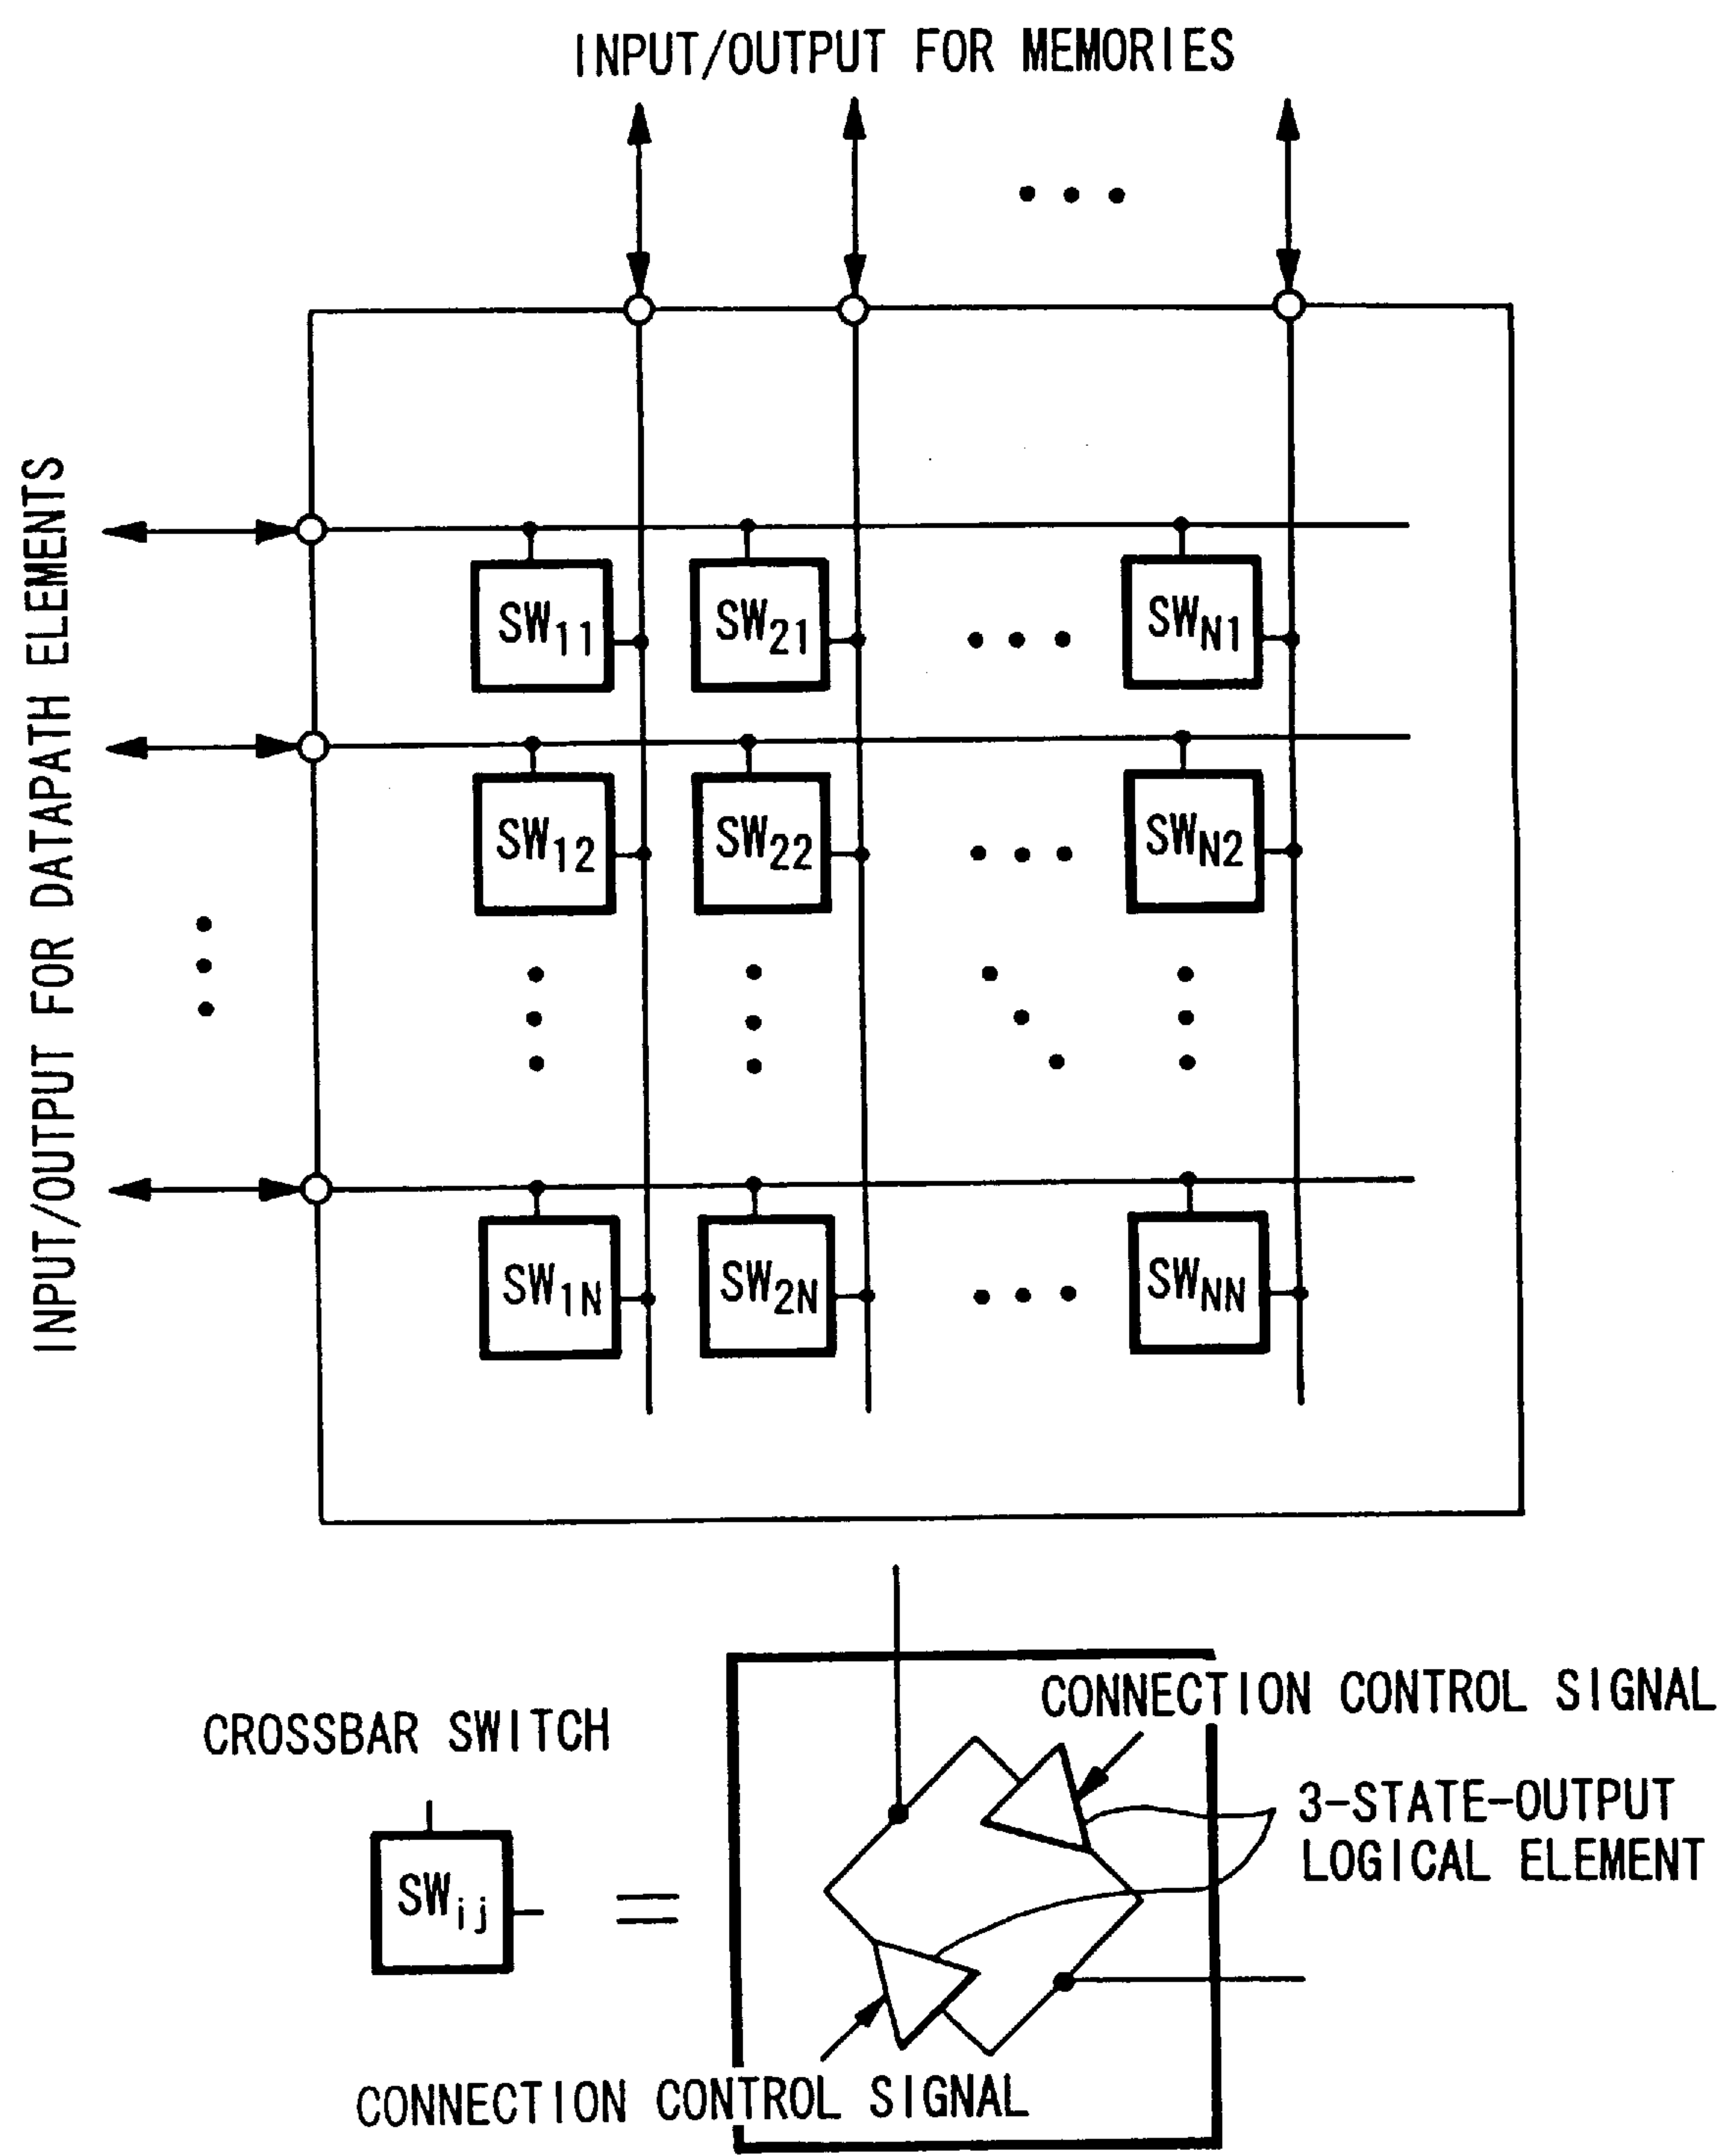 INPUT/OUTPUT FOR MEMORIES
INPUT/OUTPUT FOR DATAPATH ELEMENTS
SW11 SW21 SWN1
SW12 SW22 SWN2
SW1N SW2N SWNN
CROSSBAR SWITCH
SWij
=
CONNECTION CONTROL SIGNAL
3-STATE-OUTPUT
LOGICAL ELEMENT
CONNECTION CONTROL SIGNAL